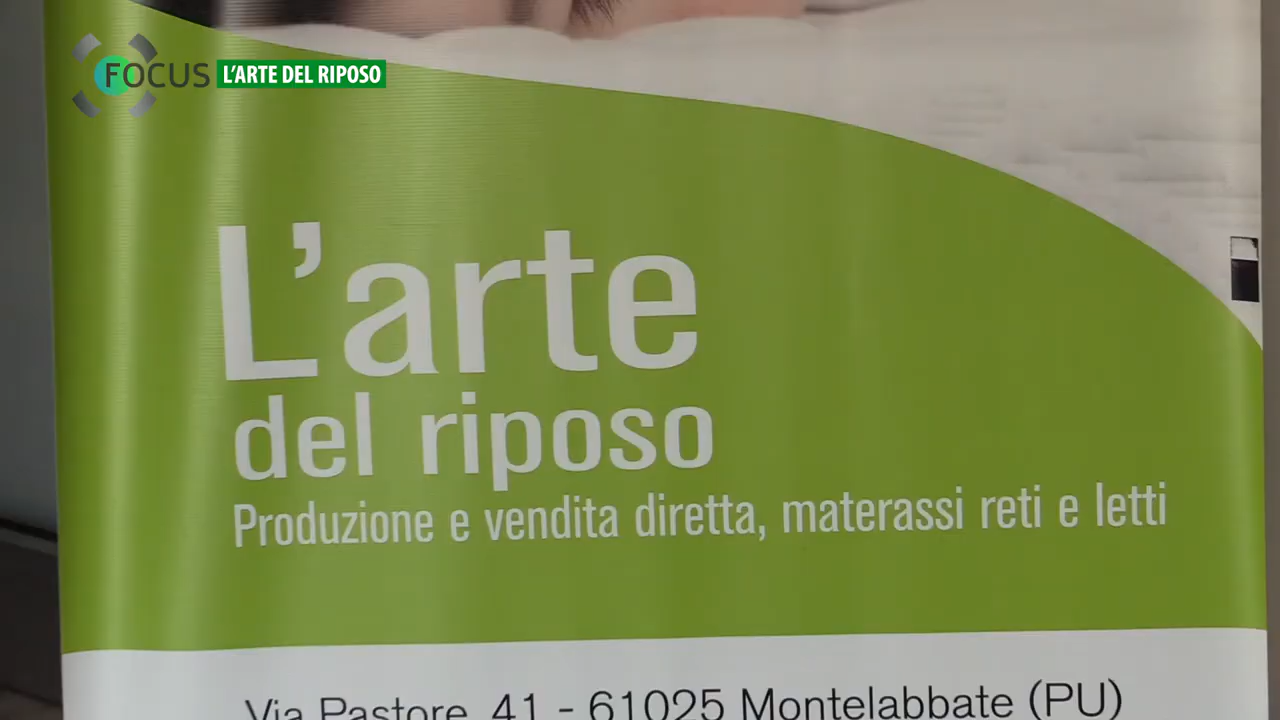 FOCUS L'ARTE DEL RIPOSO
L'arte
del riposo
Produzione e vendita diretta, materassi reti e letti
Via Pastore, 41 - 61025 Montelabbate (PU)